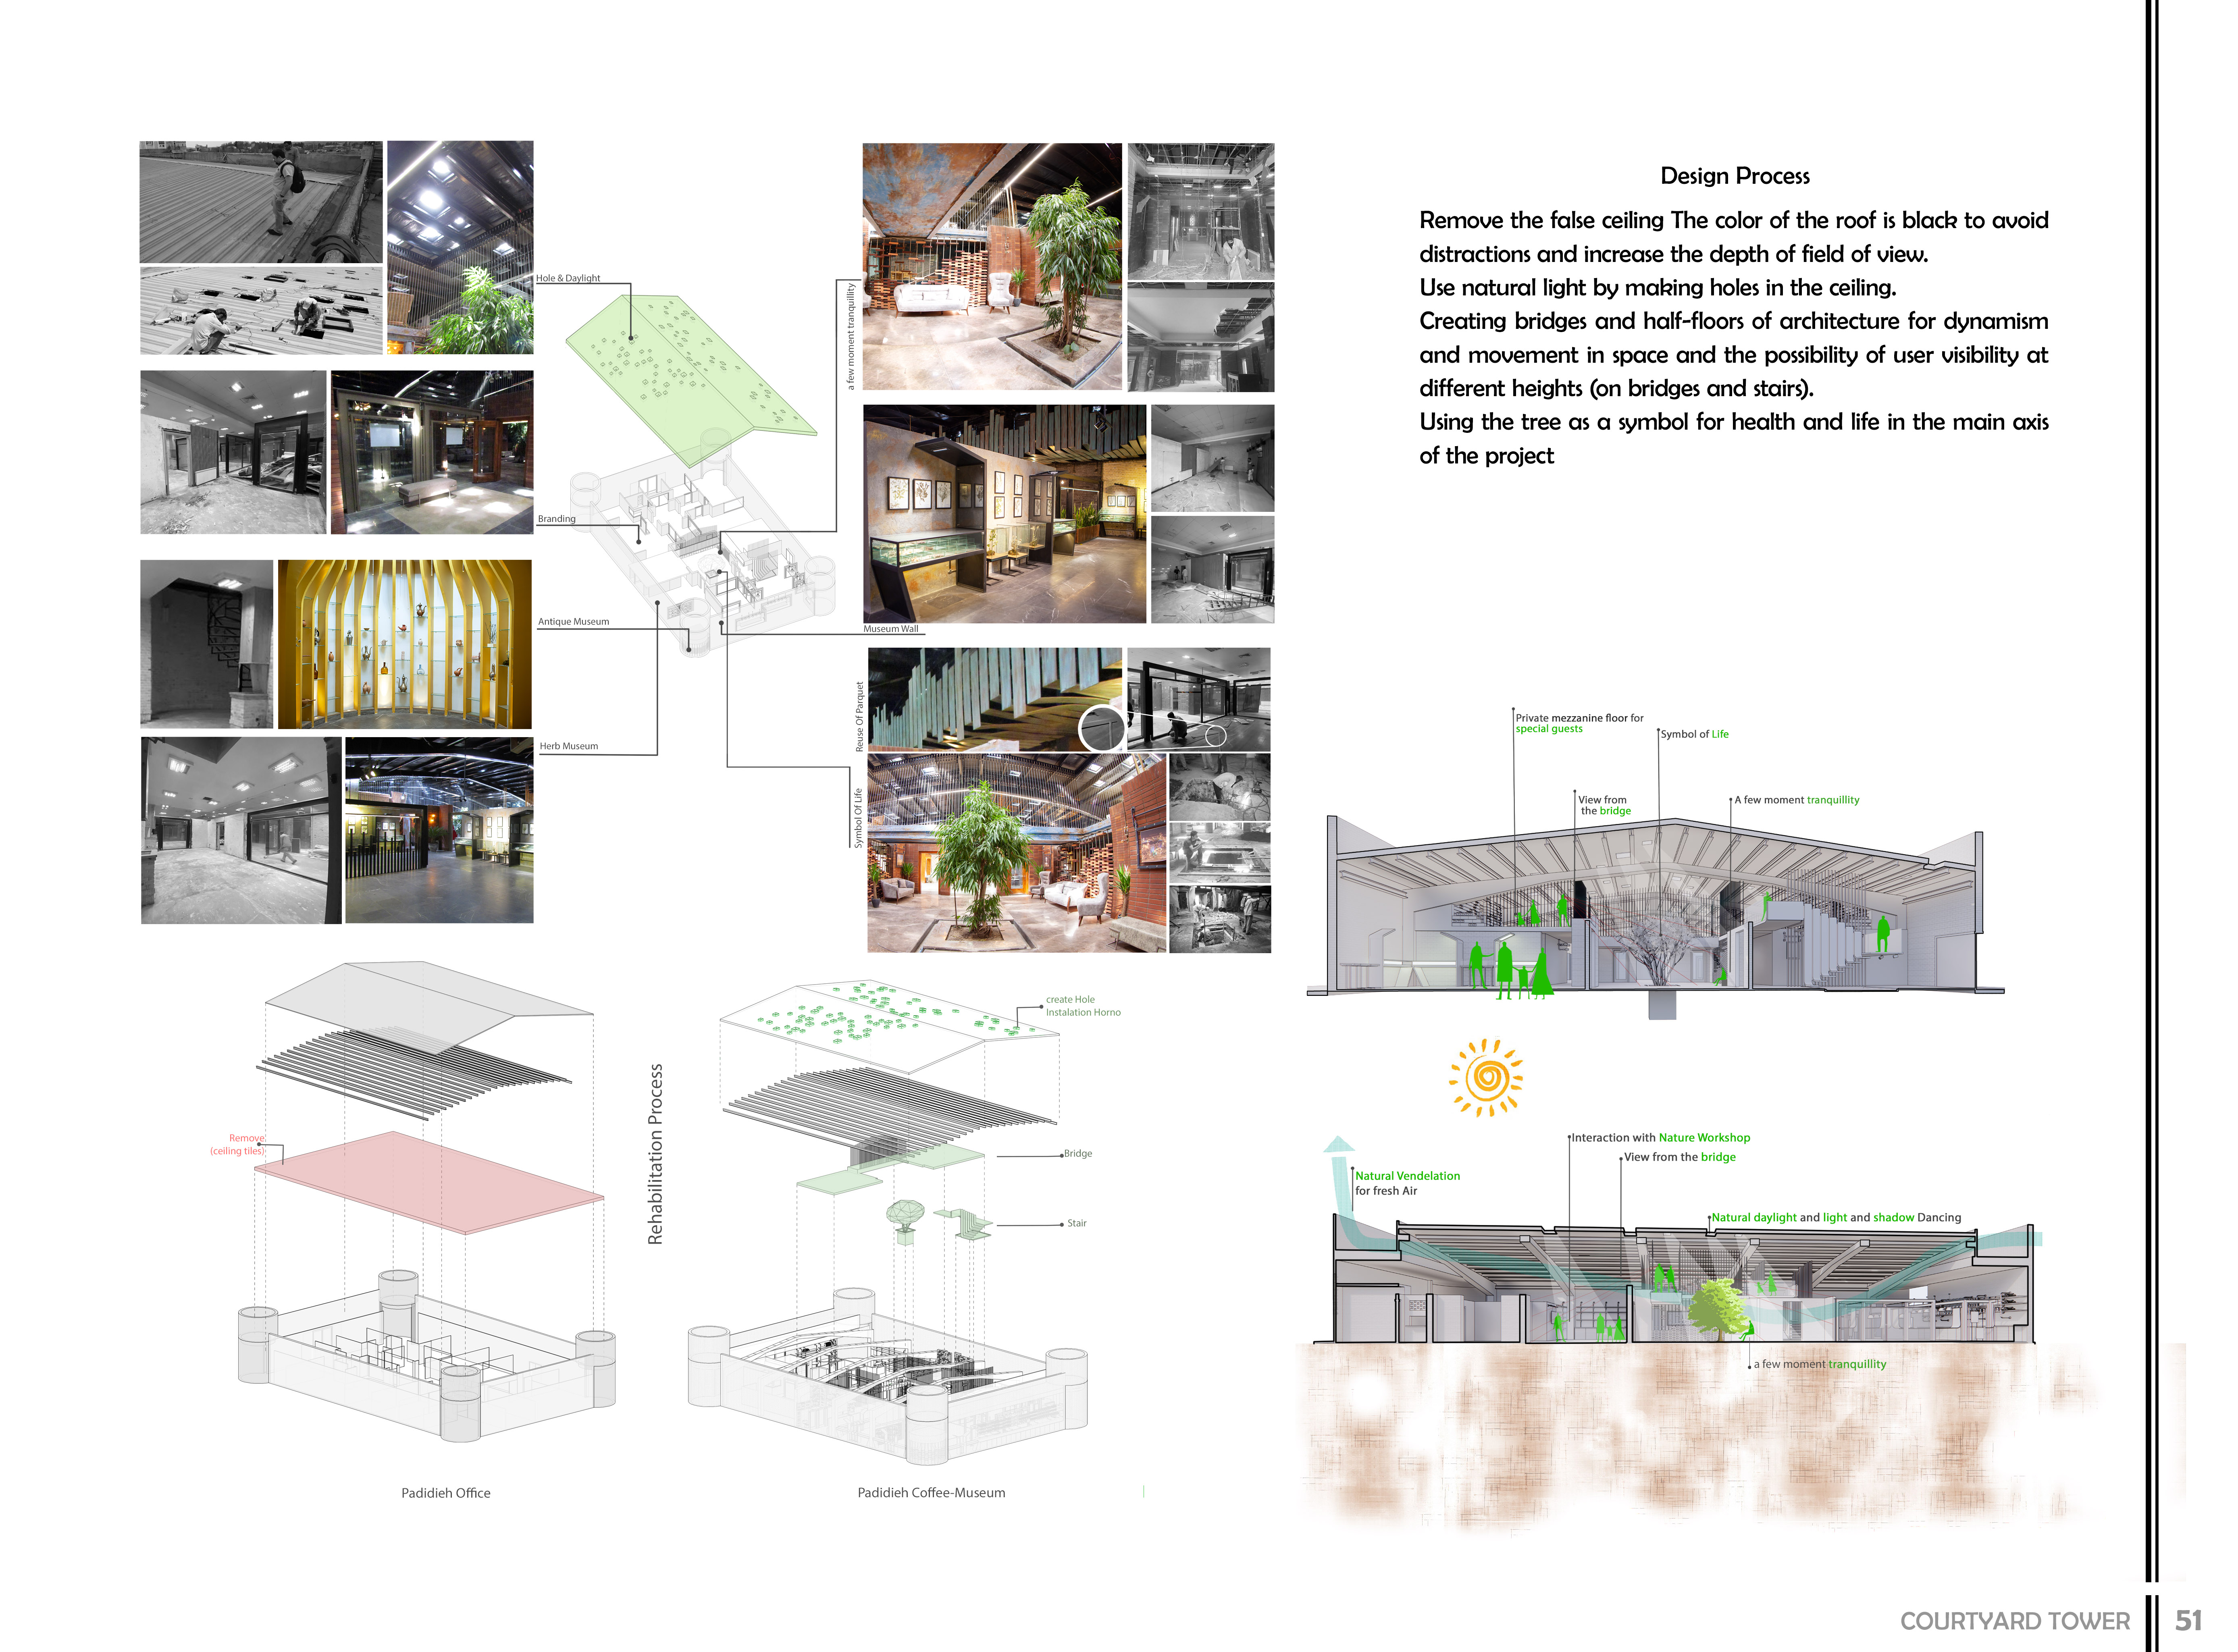 Design Process
Remove the false ceiling The color of the roof is black to avoid
distractions and increase the depth of field of view.
Use natural light by making holes in the ceiling.
Creating bridges and half-floors of architecture for dynamism
and movement in space and the possibility of user visibility at
different heights (on bridges and stairs).
Using the tree as a symbol for health and life in the main axis
of the project
Hole & Daylight
a few moment tranquillity
Branding
Antique Museum
Museum Wall
Herb Museum
Reuse Of Parquet
Symbol Of Life
Private mezzanine floor for
special guests
Symbol of Life
View from
the bridge
A few moment tranquillity
create Hole
Instalation Horno
Remove
(ceiling tiles)
Rehabilitation Process
Bridge
Stair
Interaction with Nature Workshop
View from the bridge
Natural Vendelation
for fresh Air
Natural daylight and light and shadow Dancing
a few moment tranquillity
Padidieh Office
Padidieh Coffee-Museum
COURTYARD TOWER
51